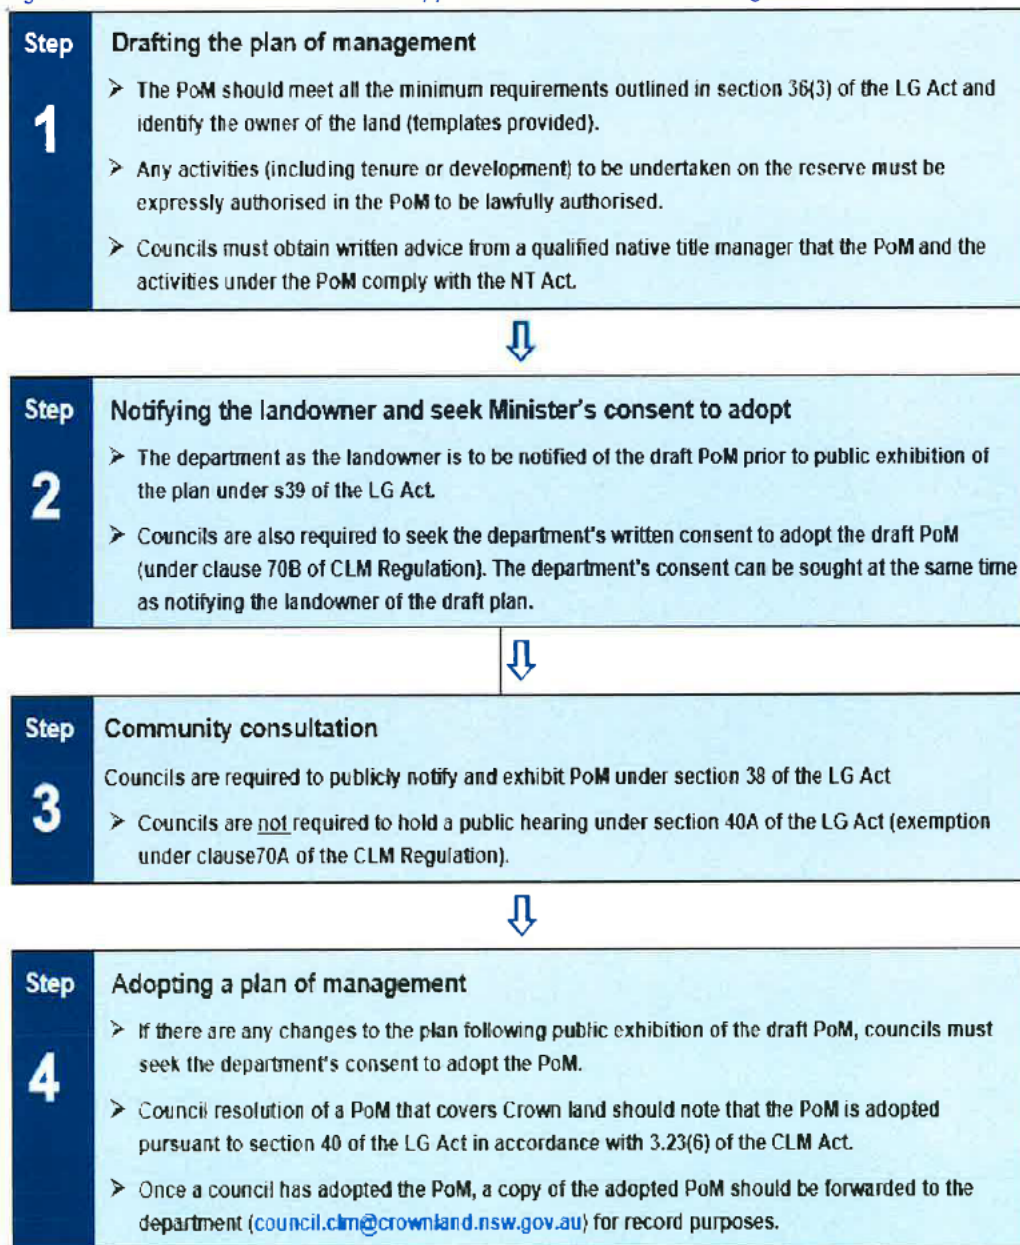 Step
1
Drafting the plan of management
➤ The PoM should meet all the minimum requirements outlined in section 36(3) of the LG Act and
identify the owner of the land (templates provided).
➤ Any activities (including tenure or development) to be undertaken on the reserve must be
expressly authorised in the PoM to be lawfully authorised.
➤ Councils must obtain written advice from a qualified native title manager that the PoM and the
activities under the PoM comply with the NT Act.
Step
2
Notifying the landowner and seek Minister's consent to adopt
➤ The department as the landowner is to be notified of the draft PoM prior to public exhibition of
the plan under s39 of the LG Act.
➤ Councils are also required to seek the department's written consent to adopt the draft PoM
(under clause 70B of CLM Regulation). The department's consent can be sought at the same time
as notifying the landowner of the draft plan.
Step
3
Community consultation
Councils are required to publicly notify and exhibit PoM under section 38 of the LG Act
➤ Councils are not required to hold a public hearing under section 40A of the LG Act (exemption
under clause70A of the CLM Regulation).
Step
4
Adopting a plan of management
➤ If there are any changes to the plan following public exhibition of the draft PoM, councils must
seek the department's consent to adopt the PoM.
➤ Council resolution of a PoM that covers Crown land should note that the PoM is adopted
pursuant to section 40 of the LG Act in accordance with 3.23(6) of the CLM Act.
➤ Once a council has adopted the PoM, a copy of the adopted PoM should be forwarded to the
department (council.clm@crownland.nsw.gov.au) for record purposes.